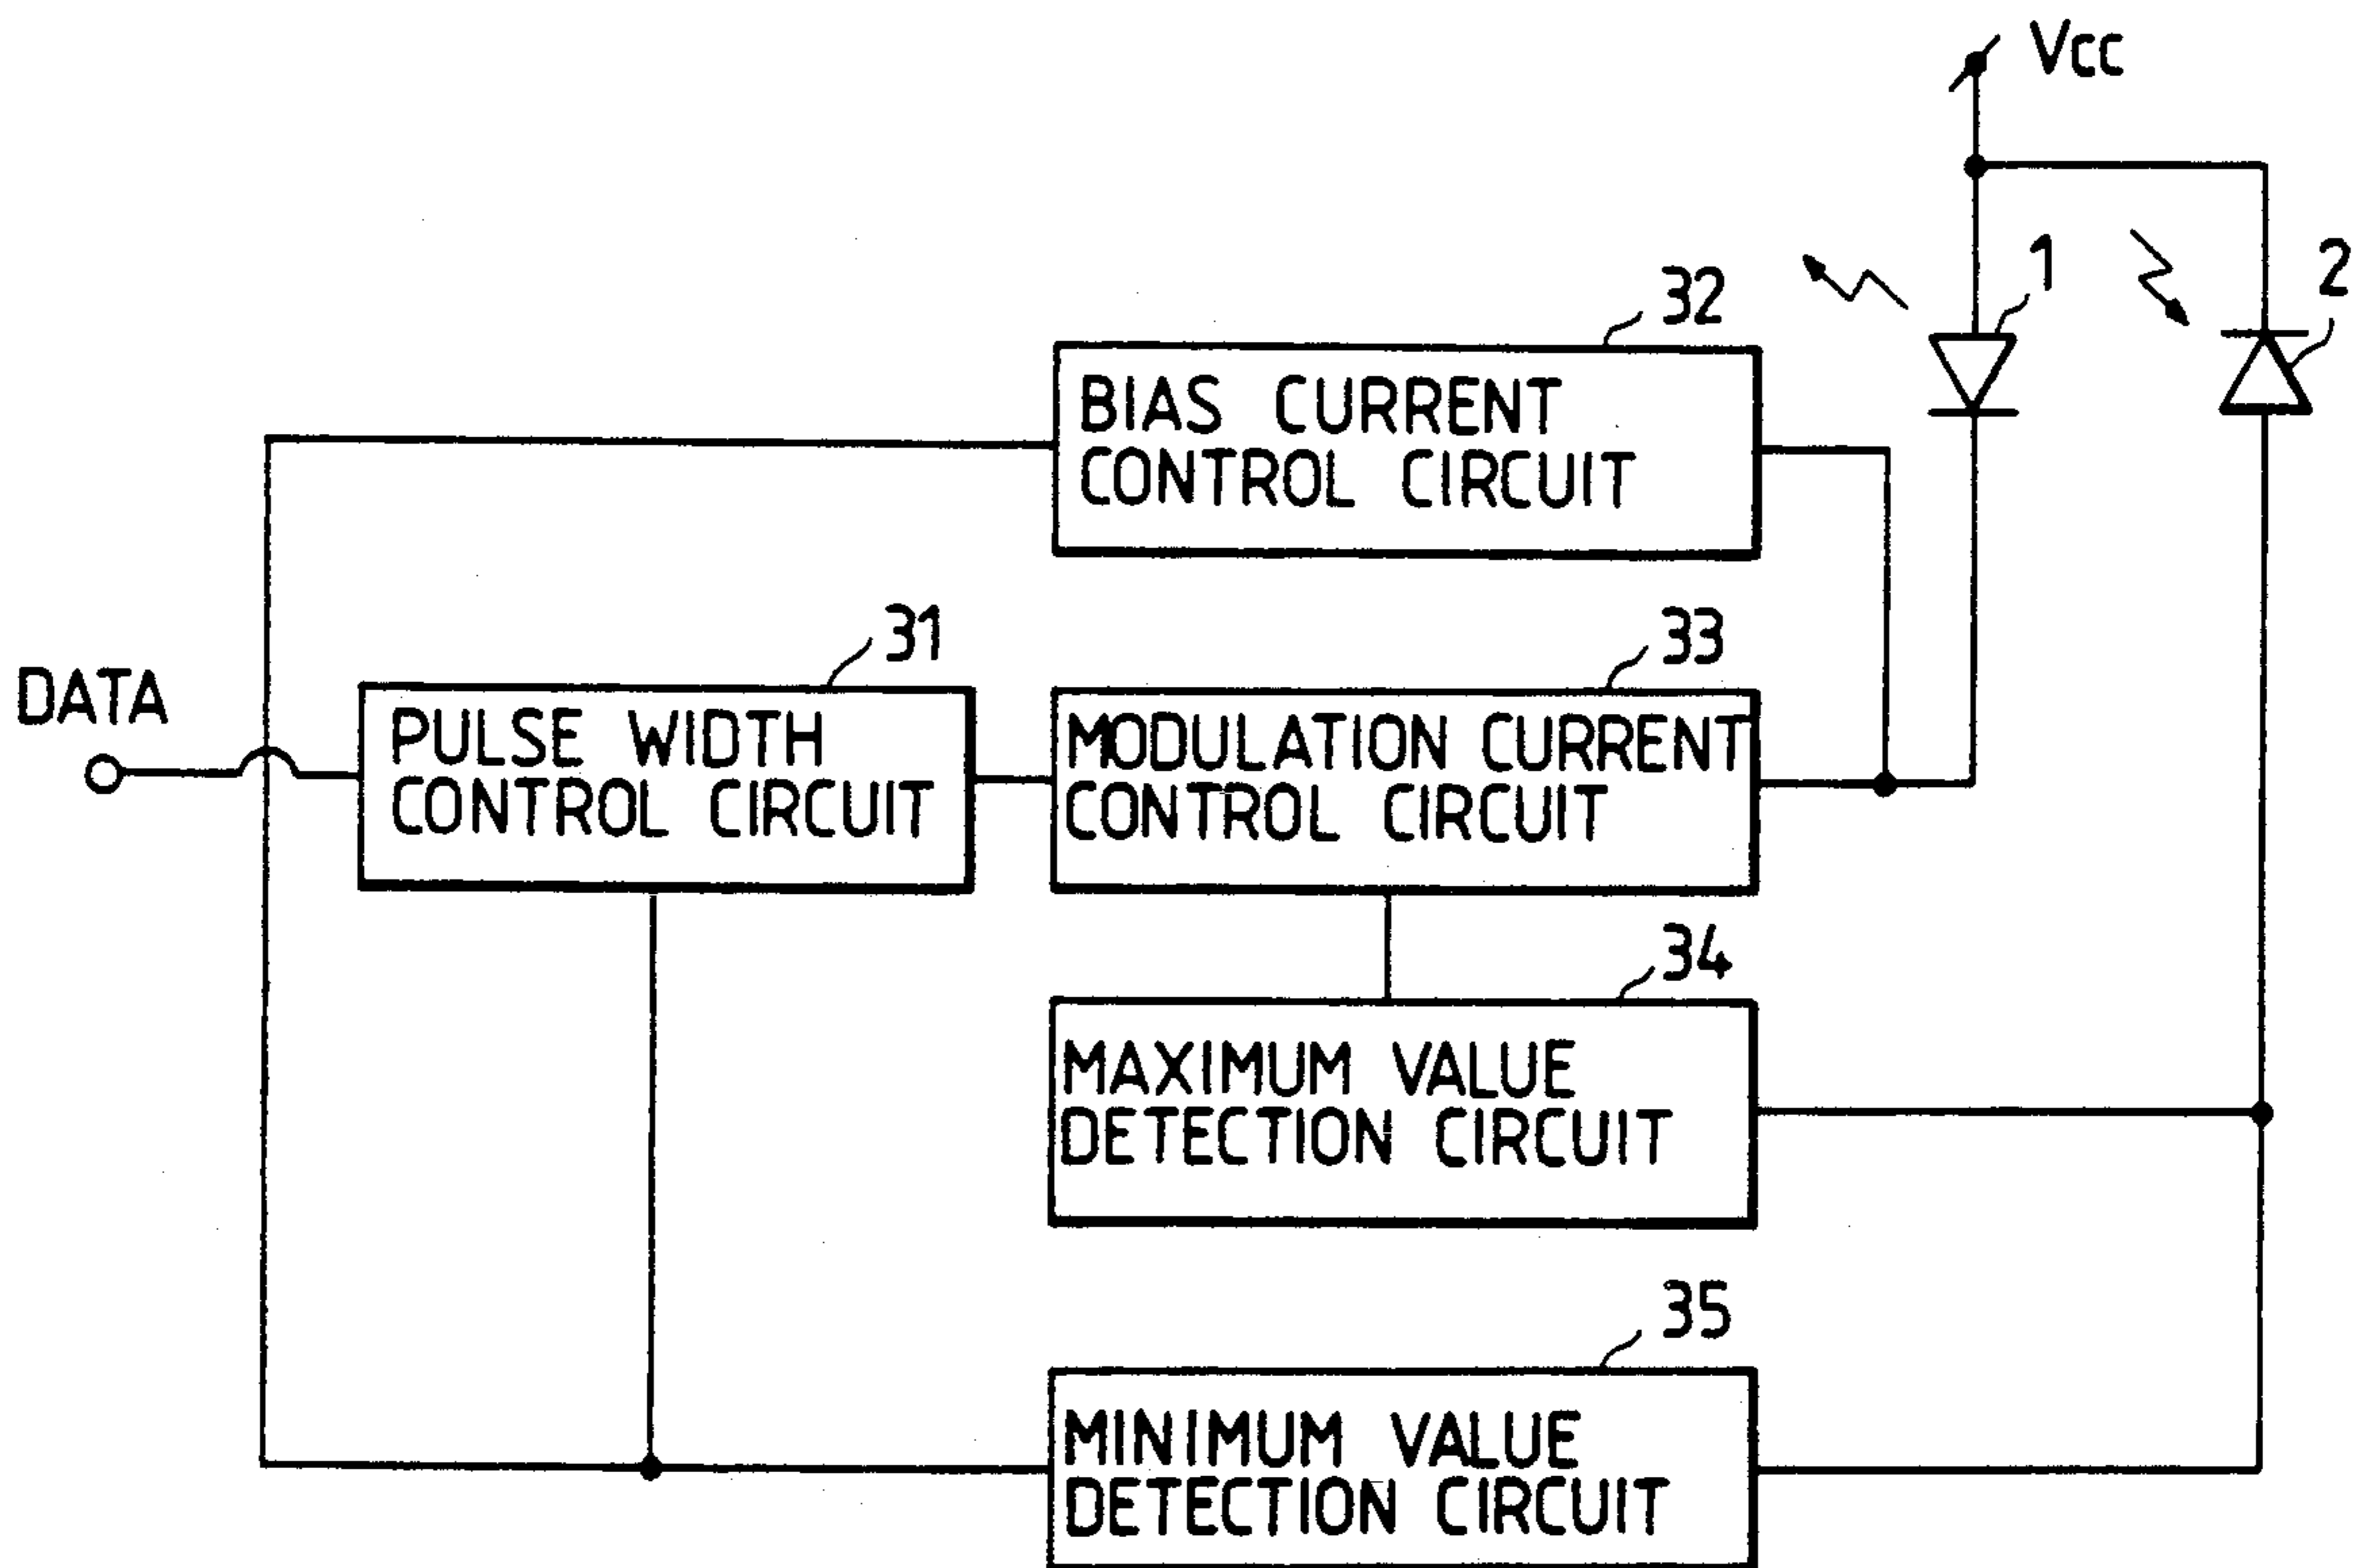 Vcc
1
2
32
BIAS CURRENT
CONTROL CIRCUIT
31
33
DATA
PULSE WIDTH
CONTROL CIRCUIT
MODULATION CURRENT
CONTROL CIRCUIT
34
MAXIMUM VALUE
DETECTION CIRCUIT
35
MINIMUM VALUE
DETECTION CIRCUIT